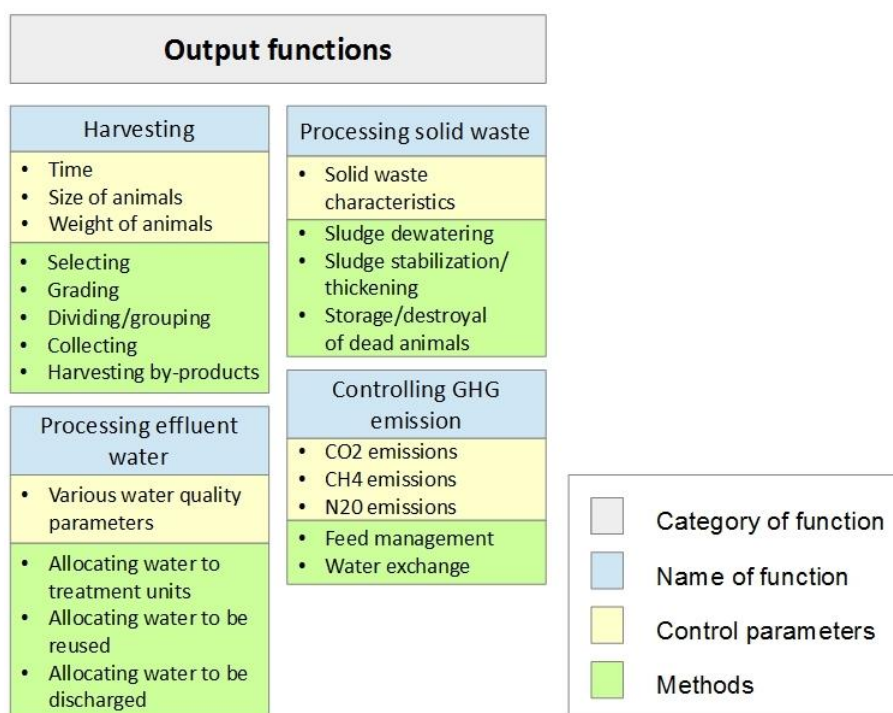 Output functions
Harvesting
• Time
• Size of animals
• Weight of animals
• Selecting
• Grading
• Dividing/grouping
• Collecting
• Harvesting by-products
Processing effluent
water
• Various water quality
parameters
• Allocating water to
treatment units
• Allocating water to be
reused
• Allocating water to be
discharged
Processing solid waste
• Solid waste
characteristics
• Sludge dewatering
• Sludge stabilization/
thickening
• Storage/destroyal
of dead animals
Controlling GHG
emission
• CO2 emissions
• CH4 emissions
• N20 emissions
• Feed management
• Water exchange
Category of function
Name of function
Control parameters
Methods